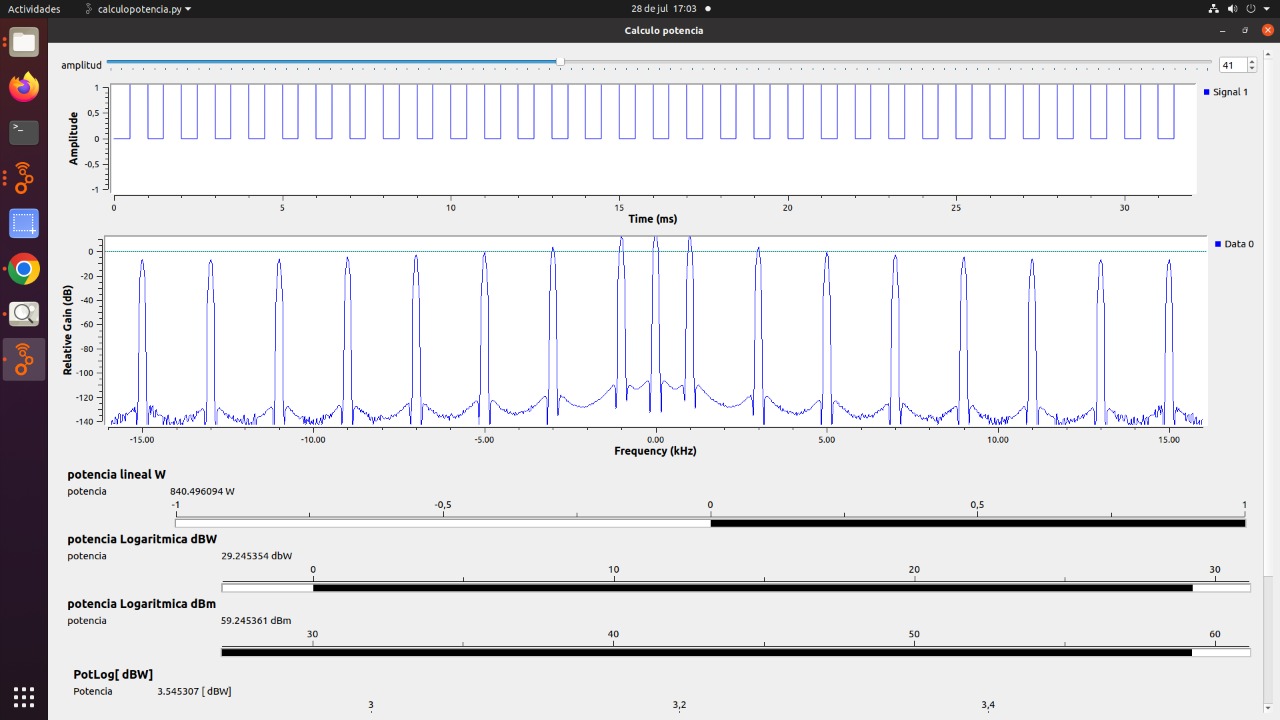 Actividades calculopotencia.py 28 de jul 17:03
Calculo potencia
amplitud 41
1
0,5
0
-0,5
-1
Amplitude
Signal 1
0 5 10 15 20 25 30
Time (ms)
0
-20
-40
-60
-80
-100
-120
-140
Relative Gain (dB)
Data 0
-15.00 -10.00 -5.00 0.00 5.00 10.00 15.00
Frequency (kHz)
potencia lineal W
potencia 840.496094 W
-1 -0,5 0 0,5 1
potencia Logaritmica dBW
potencia 29.245354 dbW
0 10 20 30
potencia Logaritmica dBm
potencia 59.245361 dBm
30 40 50 60
PotLog[ dBW]
Potencia 3.545307 [ dBW]
3 3,2 3,4